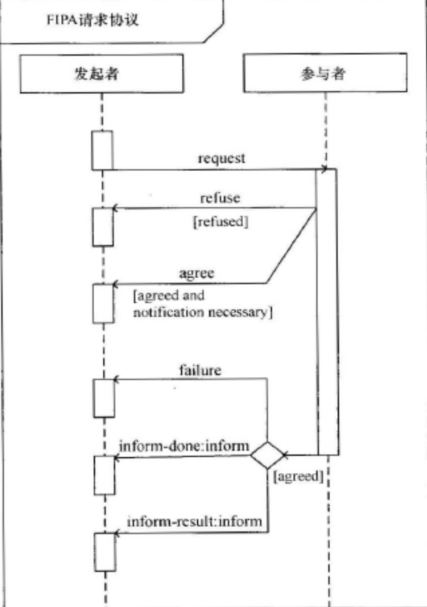 FIPA请求协议
发起者
参与者
request
refuse
[refused]
agree
[agreed and
notification necessary]
failure
inform-done:inform
[agreed]
inform-result:inform